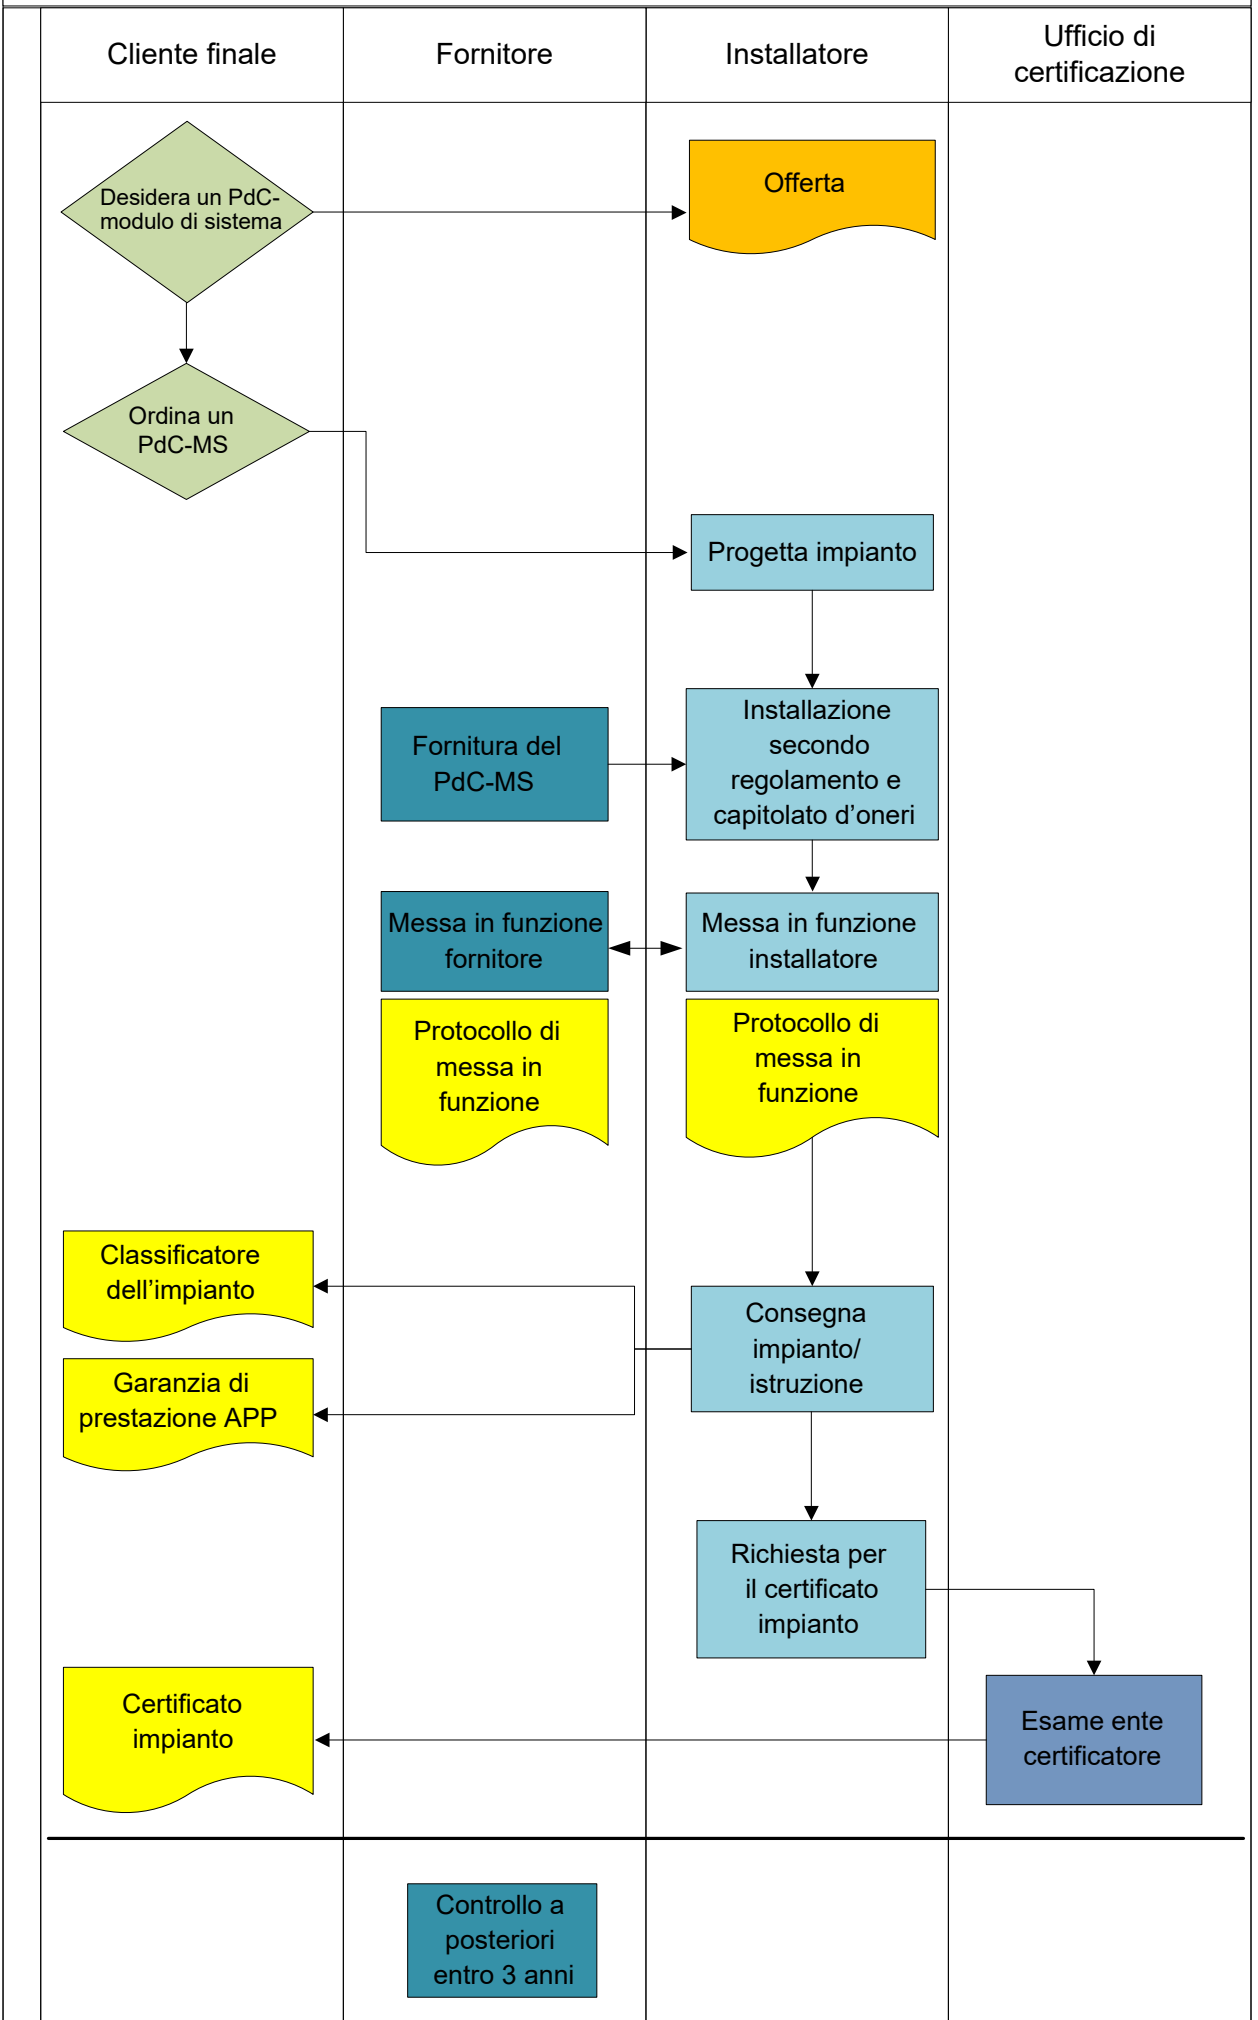 Cliente finale
Fornitore
Installatore
Ufficio di
certificazione
Desidera un PdC-
modulo di sistema
Offerta
Ordina un
PdC-MS
Progetta impianto
Fornitura del
PdC-MS
Installazione
secondo
regolamento e
capitolato d’oneri
Messa in funzione
fornitore
Messa in funzione
installatore
Protocollo di
messa in
funzione
Protocollo di
messa in
funzione
Classificatore
dell’impianto
Garanzia di
prestazione APP
Consegna
impianto/
istruzione
Richiesta per
il certificato
impianto
Certificato
impianto
Esame ente
certificatore
Controllo a
posteriori
entro 3 anni